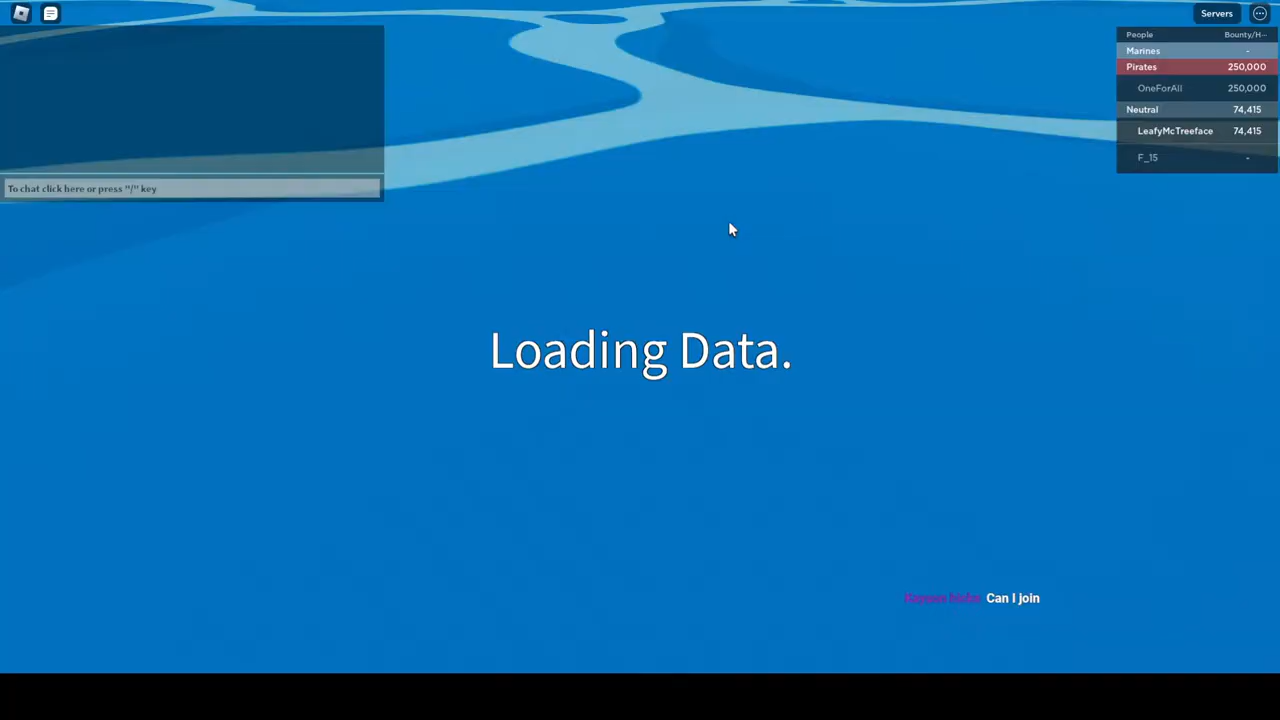 Servers
People Bounty/H...
Marines -
Pirates 250,000
OneForAll 250,000
Neutral 74,415
LeafyMcTreeface 74,415
F_15 -
To chat click here or press "/" key
Loading Data.
Can I join